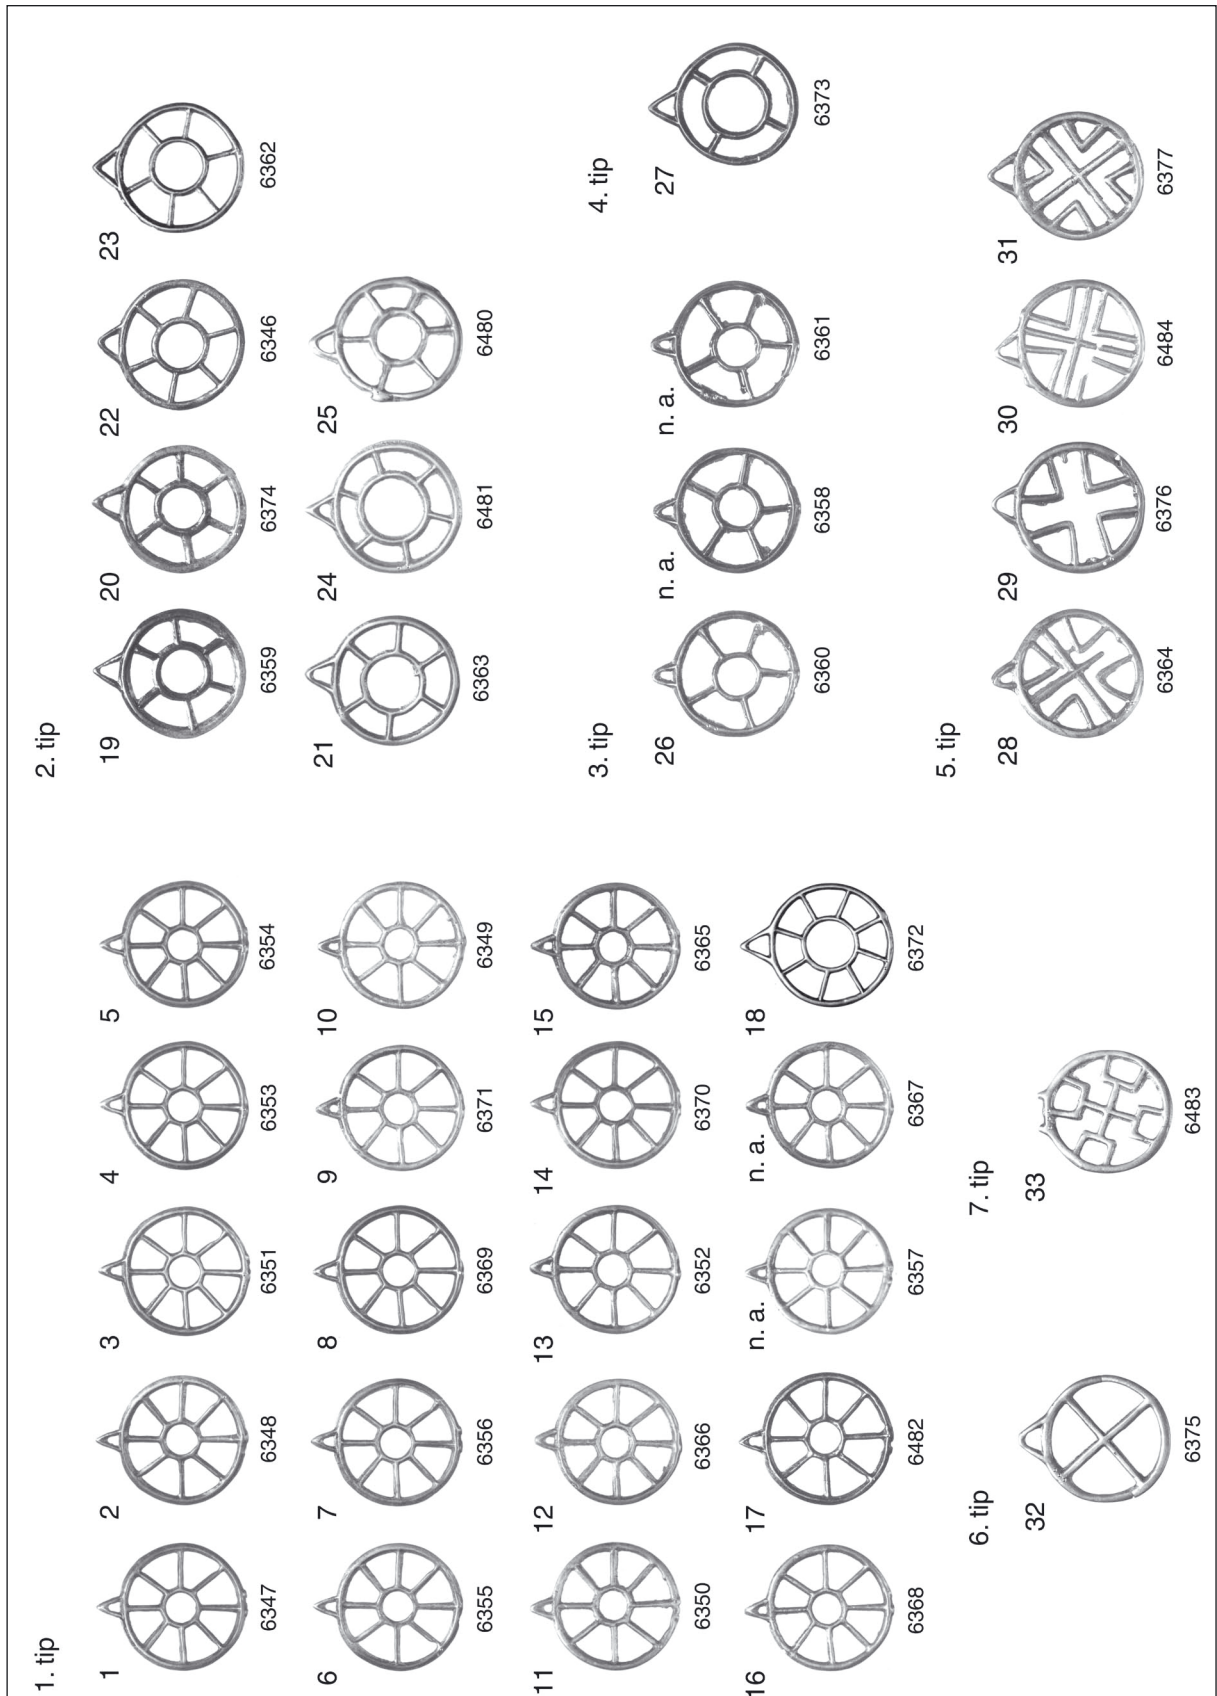 1. tip
1 2 3 4 5
6347 6348 6351 6353 6354
6 7 8 9 10
6355 6356 6369 6371 6349
11 12 13 14 15
6350 6366 6352 6370 6365
16 17 n. a. n. a. 18
6368 6482 6357 6367 6372
2. tip
19 20 22 23
6359 6374 6346 6362
21 24 25
6363 6481 6480
3. tip
26 n. a. n. a.
6360 6358 6361
4. tip
27
6373
5. tip
28 29 30 31
6364 6376 6484 6377
6. tip
32
6375
7. tip
33
6483